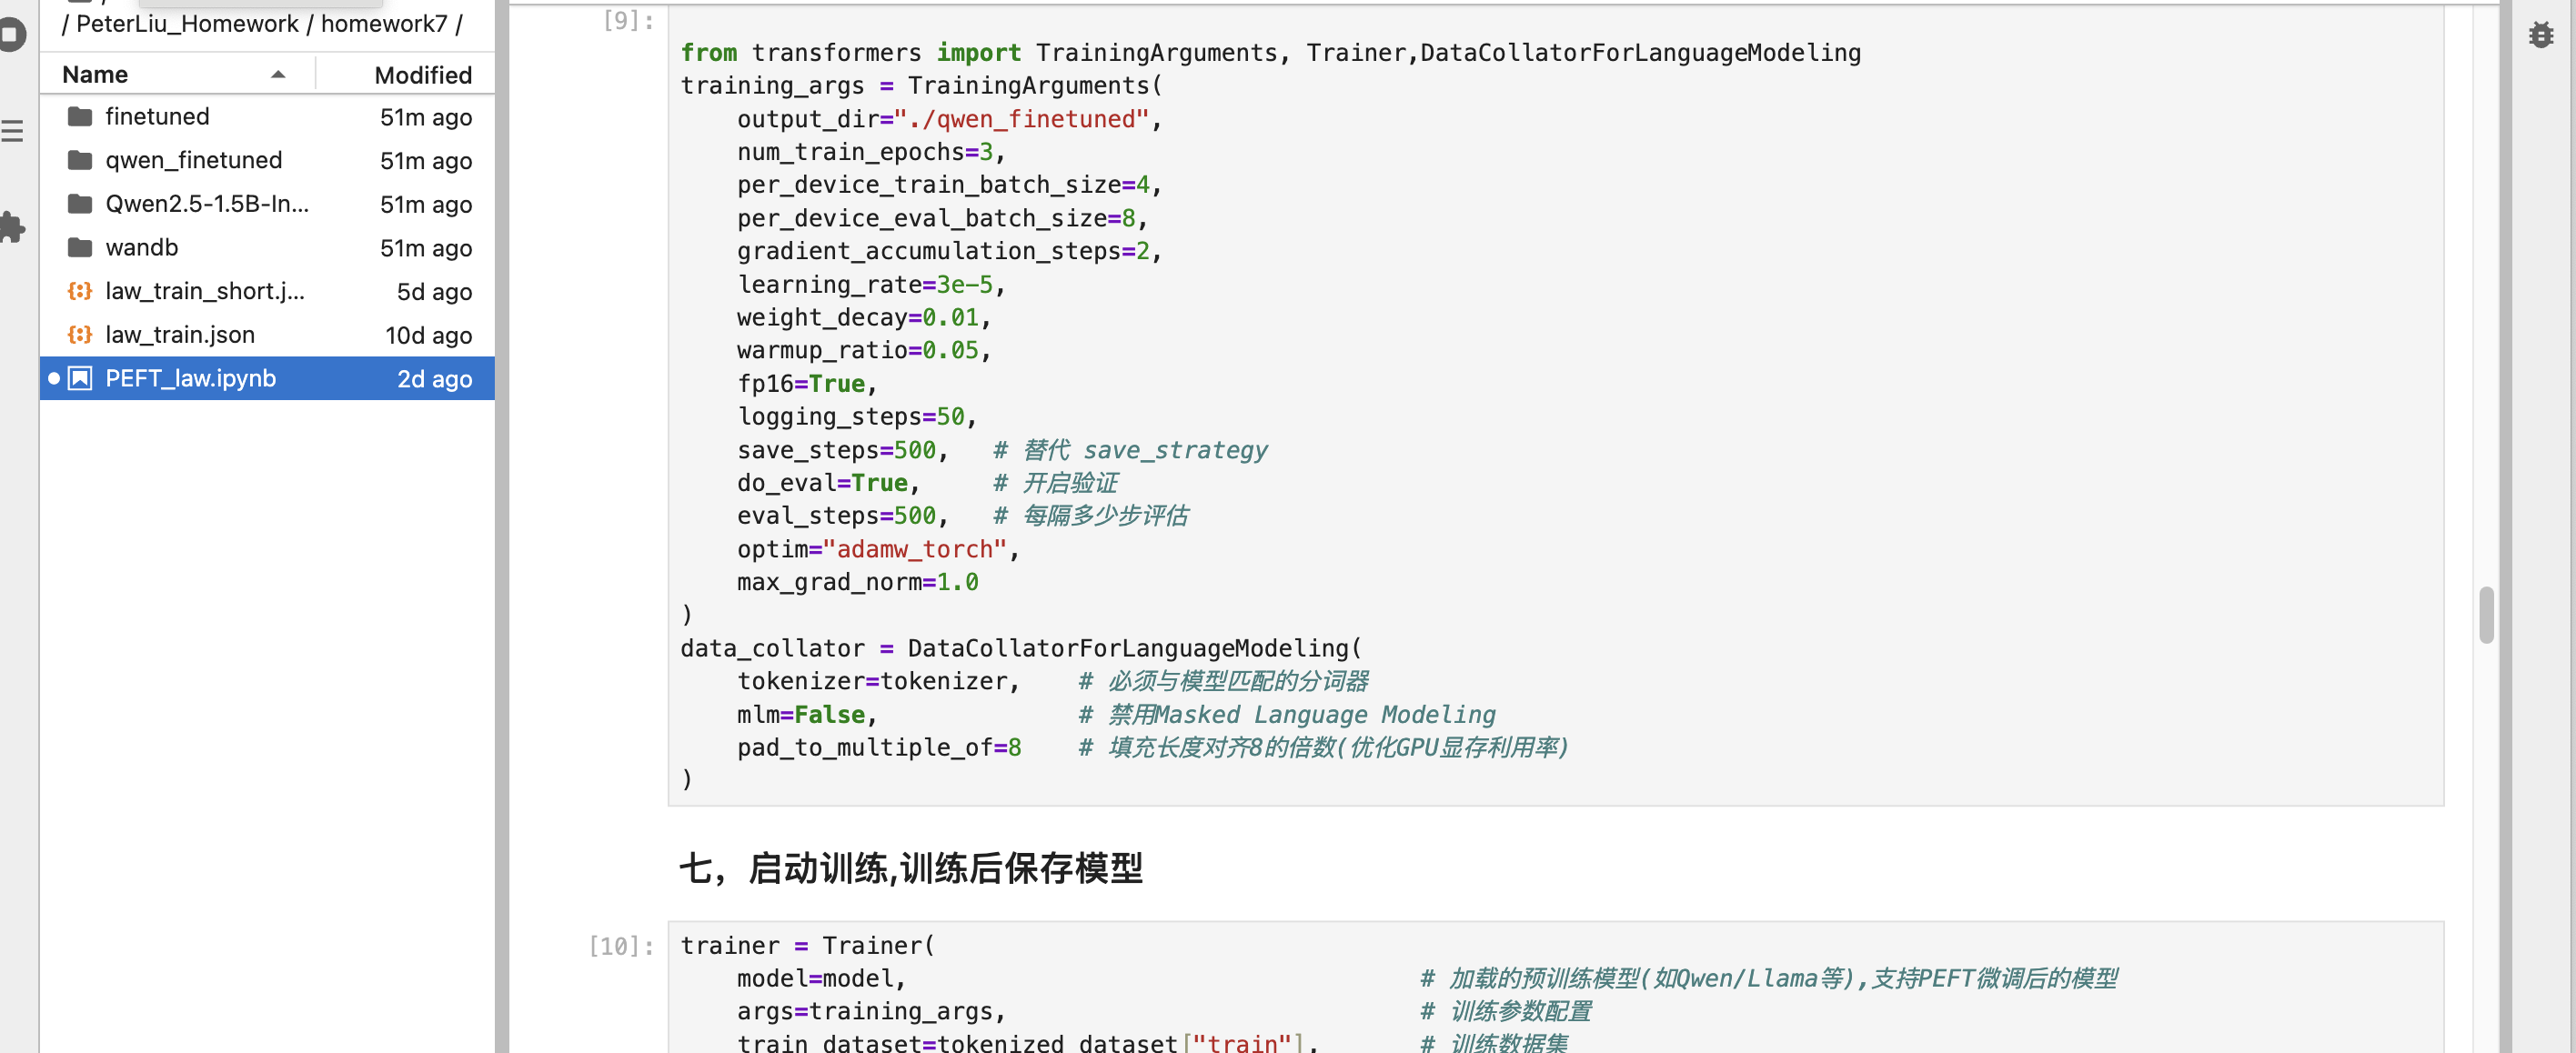 / PeterLiu_Homework / homework7 /
Name Modified
finetuned 51m ago
qwen_finetuned 51m ago
Qwen2.5-1.5B-In... 51m ago
wandb 51m ago
law_train_short.j... 5d ago
law_train.json 10d ago
PEFT_law.ipynb 2d ago
[9]:
from transformers import TrainingArguments, Trainer,DataCollatorForLanguageModeling
training_args = TrainingArguments(
    output_dir="./qwen_finetuned",
    num_train_epochs=3,
    per_device_train_batch_size=4,
    per_device_eval_batch_size=8,
    gradient_accumulation_steps=2,
    learning_rate=3e-5,
    weight_decay=0.01,
    warmup_ratio=0.05,
    fp16=True,
    logging_steps=50,
    save_steps=500,   # 替代 save_strategy
    do_eval=True,     # 开启验证
    eval_steps=500,   # 每隔多少步评估
    optim="adamw_torch",
    max_grad_norm=1.0
)
data_collator = DataCollatorForLanguageModeling(
    tokenizer=tokenizer,    # 必须与模型匹配的分词器
    mlm=False,              # 禁用Masked Language Modeling
    pad_to_multiple_of=8    # 填充长度对齐8的倍数(优化GPU显存利用率)
)
七，启动训练,训练后保存模型
[10]:
trainer = Trainer(
    model=model,                                    # 加载的预训练模型(如Qwen/Llama等),支持PEFT微调后的模型
    args=training_args,                             # 训练参数配置
    train_dataset=tokenized_dataset["train"],       # 训练数据集